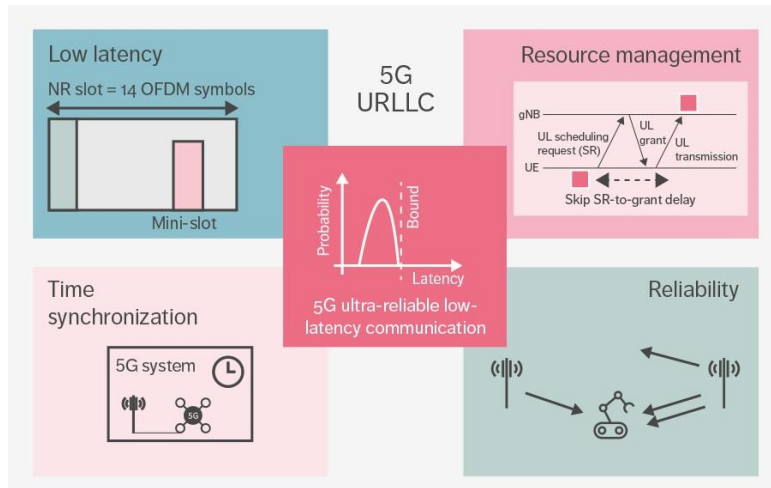 Low latency
NR slot = 14 OFDM symbols
Mini-slot
5G
URLLC
Resource management
gNB
UL scheduling
request (SR)
UL
grant
UL
transmission
UE
Skip SR-to-grant delay
Probability
Bound
Latency
5G ultra-reliable low-
latency communication
Time
synchronization
5G system
5G
Reliability